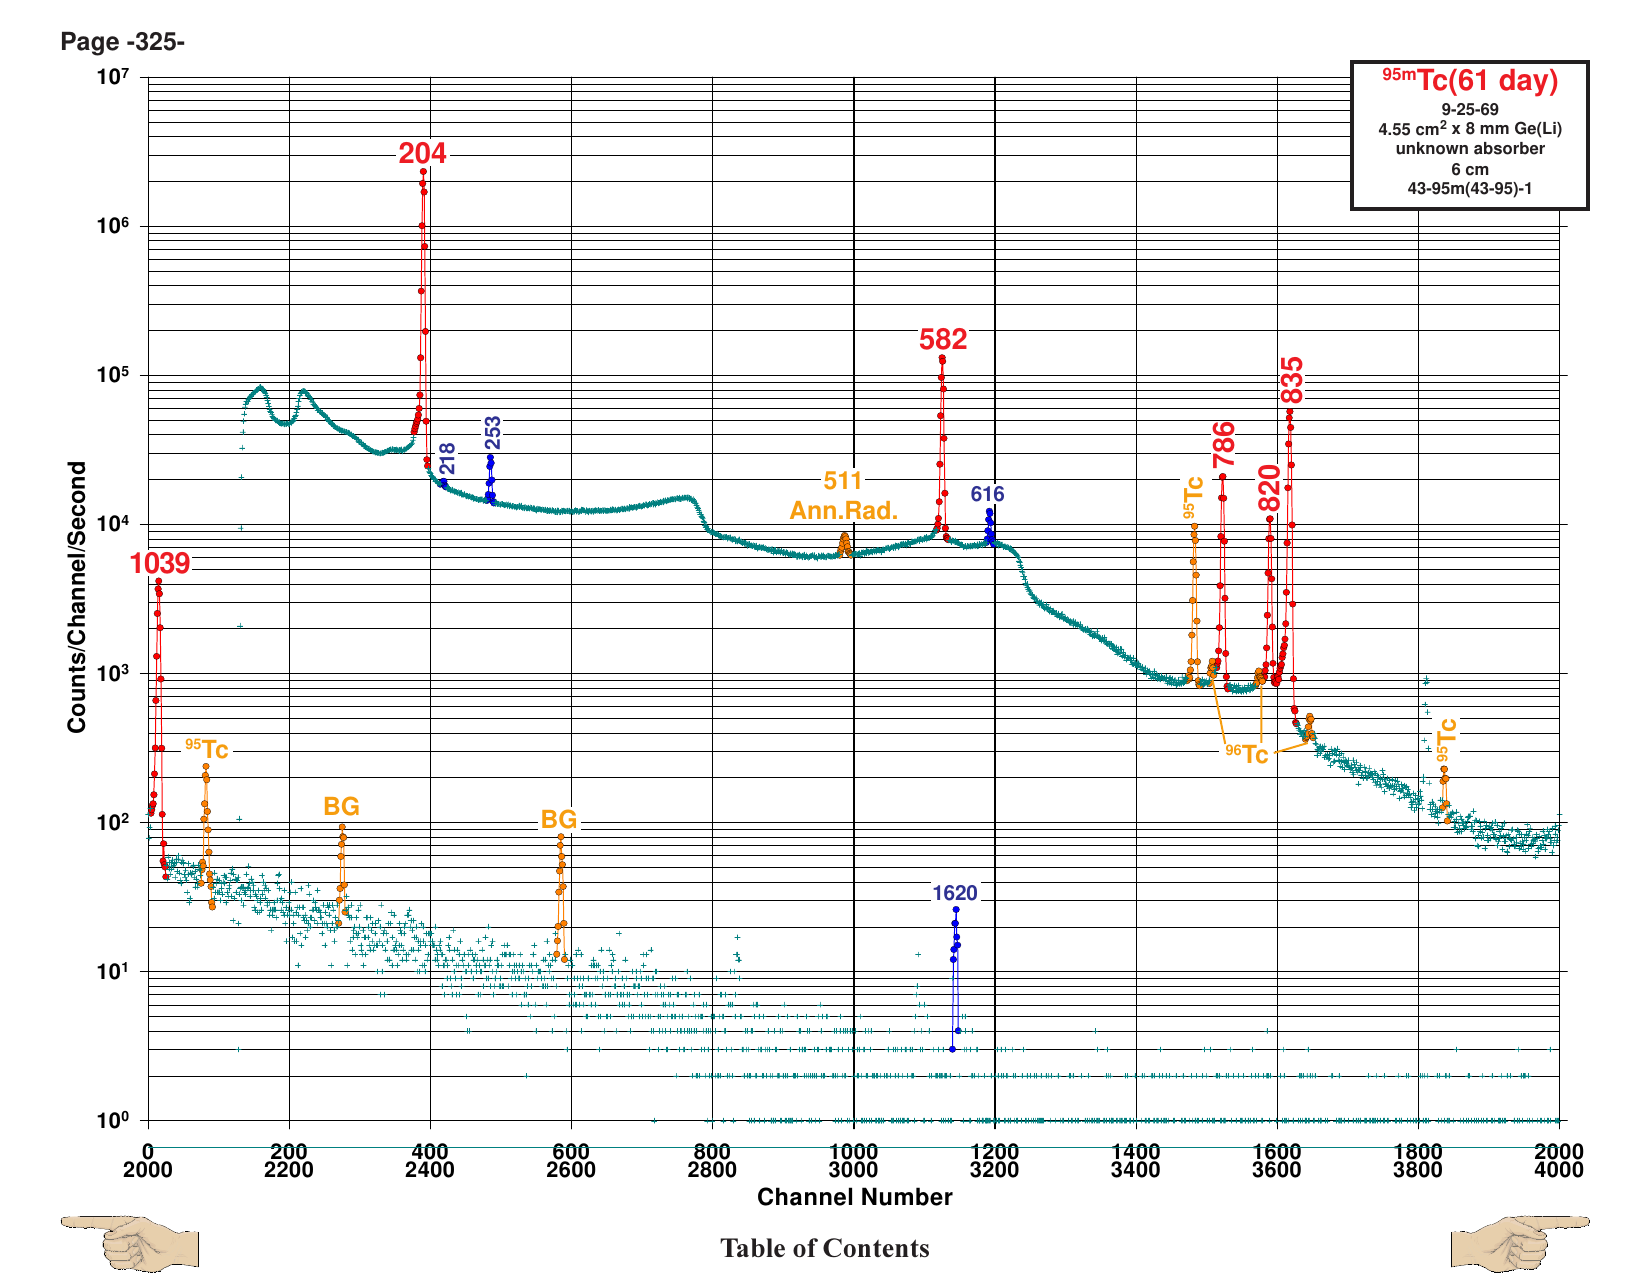 Page -325-
95mTc(61 day)
9-25-69
4.55 cm2 x 8 mm Ge(Li)
unknown absorber
6 cm
43-95m(43-95)-1
10⁷
10⁶
10⁵
10⁴
10³
10²
10¹
10⁰
Counts/Channel/Second
204
218
253
511
Ann.Rad.
582
616
95Tc
786
820
835
1039
95Tc
BG
BG
1620
96Tc
95Tc
0 200 400 600 800 1000 1200 1400 1600 1800 2000
2000 2200 2400 2600 2800 3000 3200 3400 3600 3800 4000
Channel Number
Table of Contents